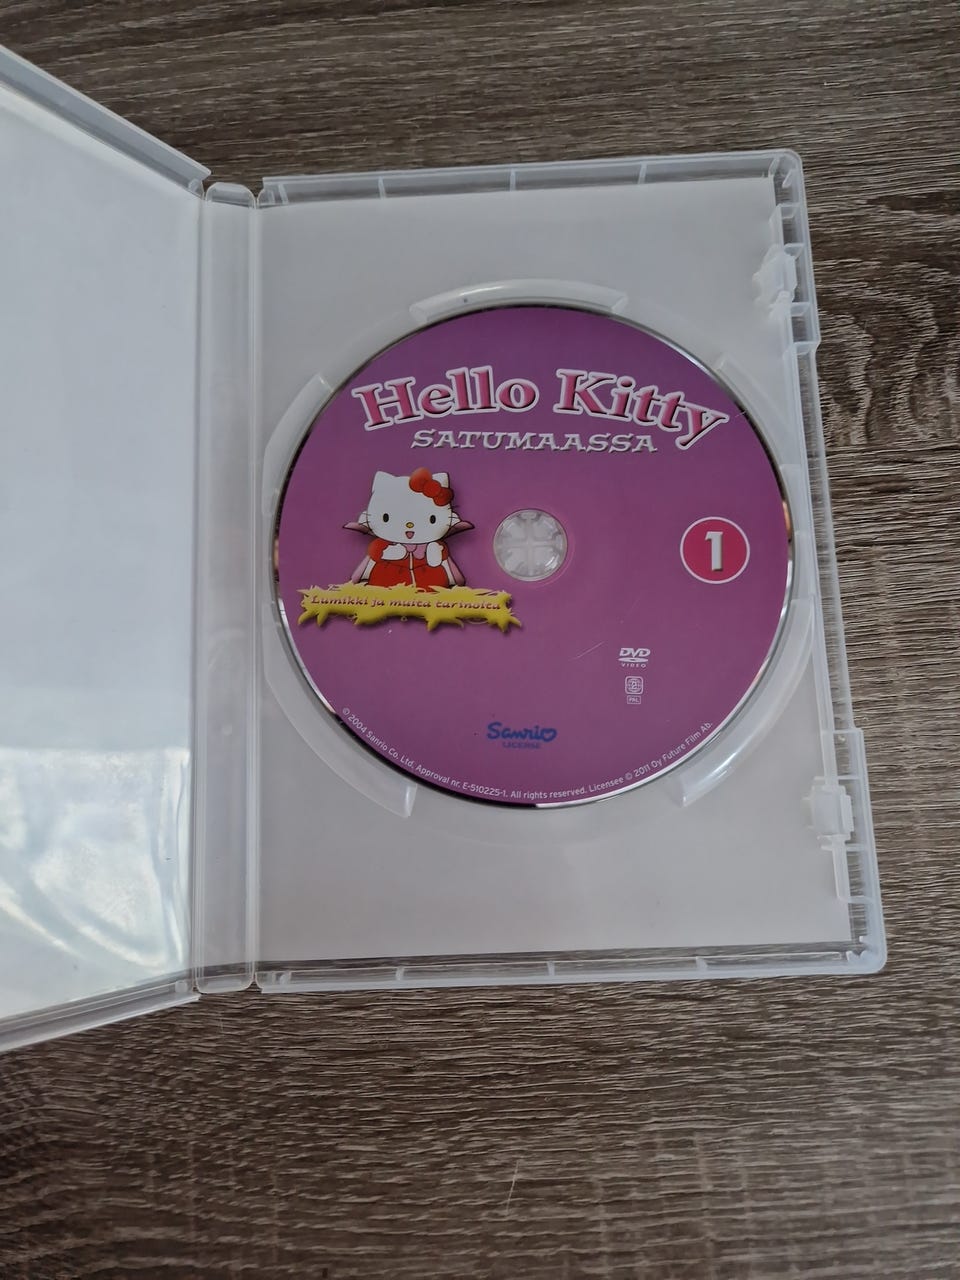 Hello Kitty
SATUMAASSA
Lumikki ja muita tarinoita
1
DVD
VIDEO
2
PAL
Sanrio
LICENSE
© 2004 Sanrio Co. Ltd. Approval nr. E-510225-1. All rights reserved. Licensee © 2011 Oy Future Film Ab.